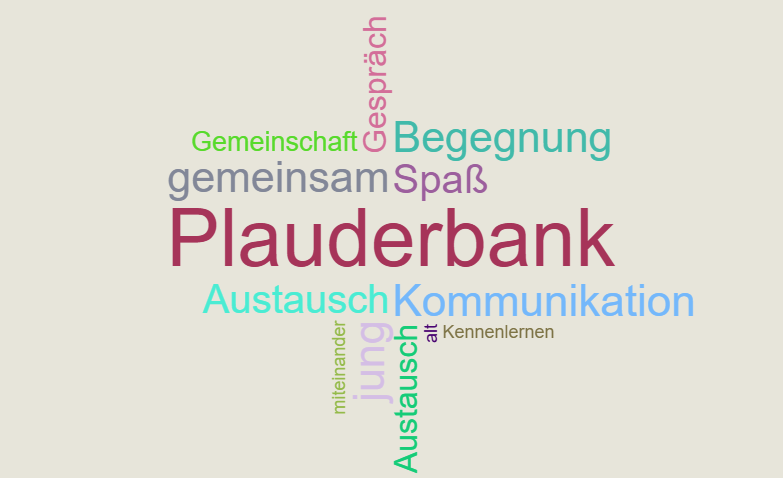 Gespräch
Gemeinschaft
Begegnung
gemeinsam
Spaß
Plauderbank
Austausch
Kommunikation
miteinander
jung
Austausch
alt
Kennenlernen